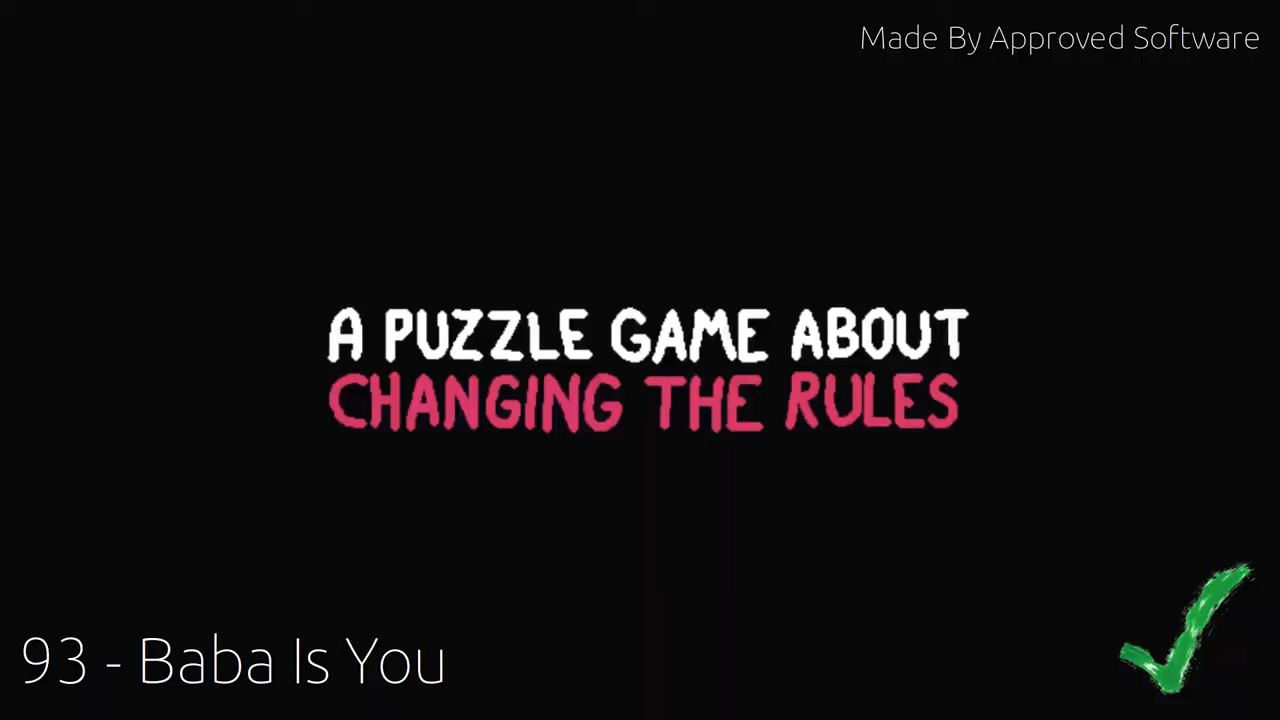 Made By Approved Software
A PUZZLE GAME ABOUT
CHANGING THE RULES
93 - Baba Is You